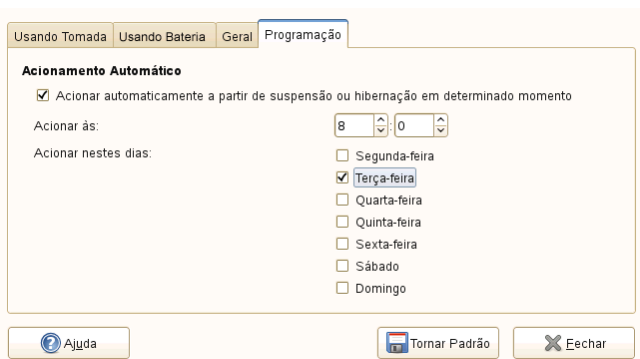 Usando Tomada Usando Bateria Geral Programação
Acionamento Automático
Acionar automaticamente a partir de suspensão ou hibernação em determinado momento
Acionar às: 8 : 0
Acionar nestes dias: Segunda-feira
Terça-feira
Quarta-feira
Quinta-feira
Sexta-feira
Sábado
Domingo
Ajuda Tornar Padrão Fechar